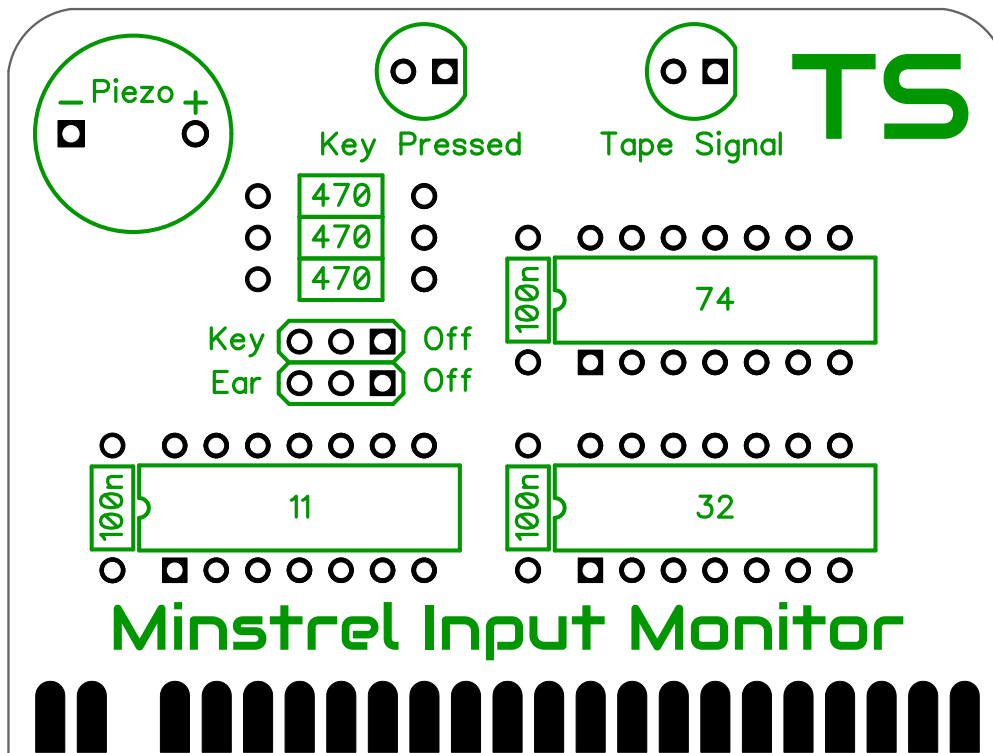 TS
- Piezo +
Key Pressed
Tape Signal
470
470
470
100n
74
Key Off
Ear Off
100n
11
100n
32
Minstrel Input Monitor